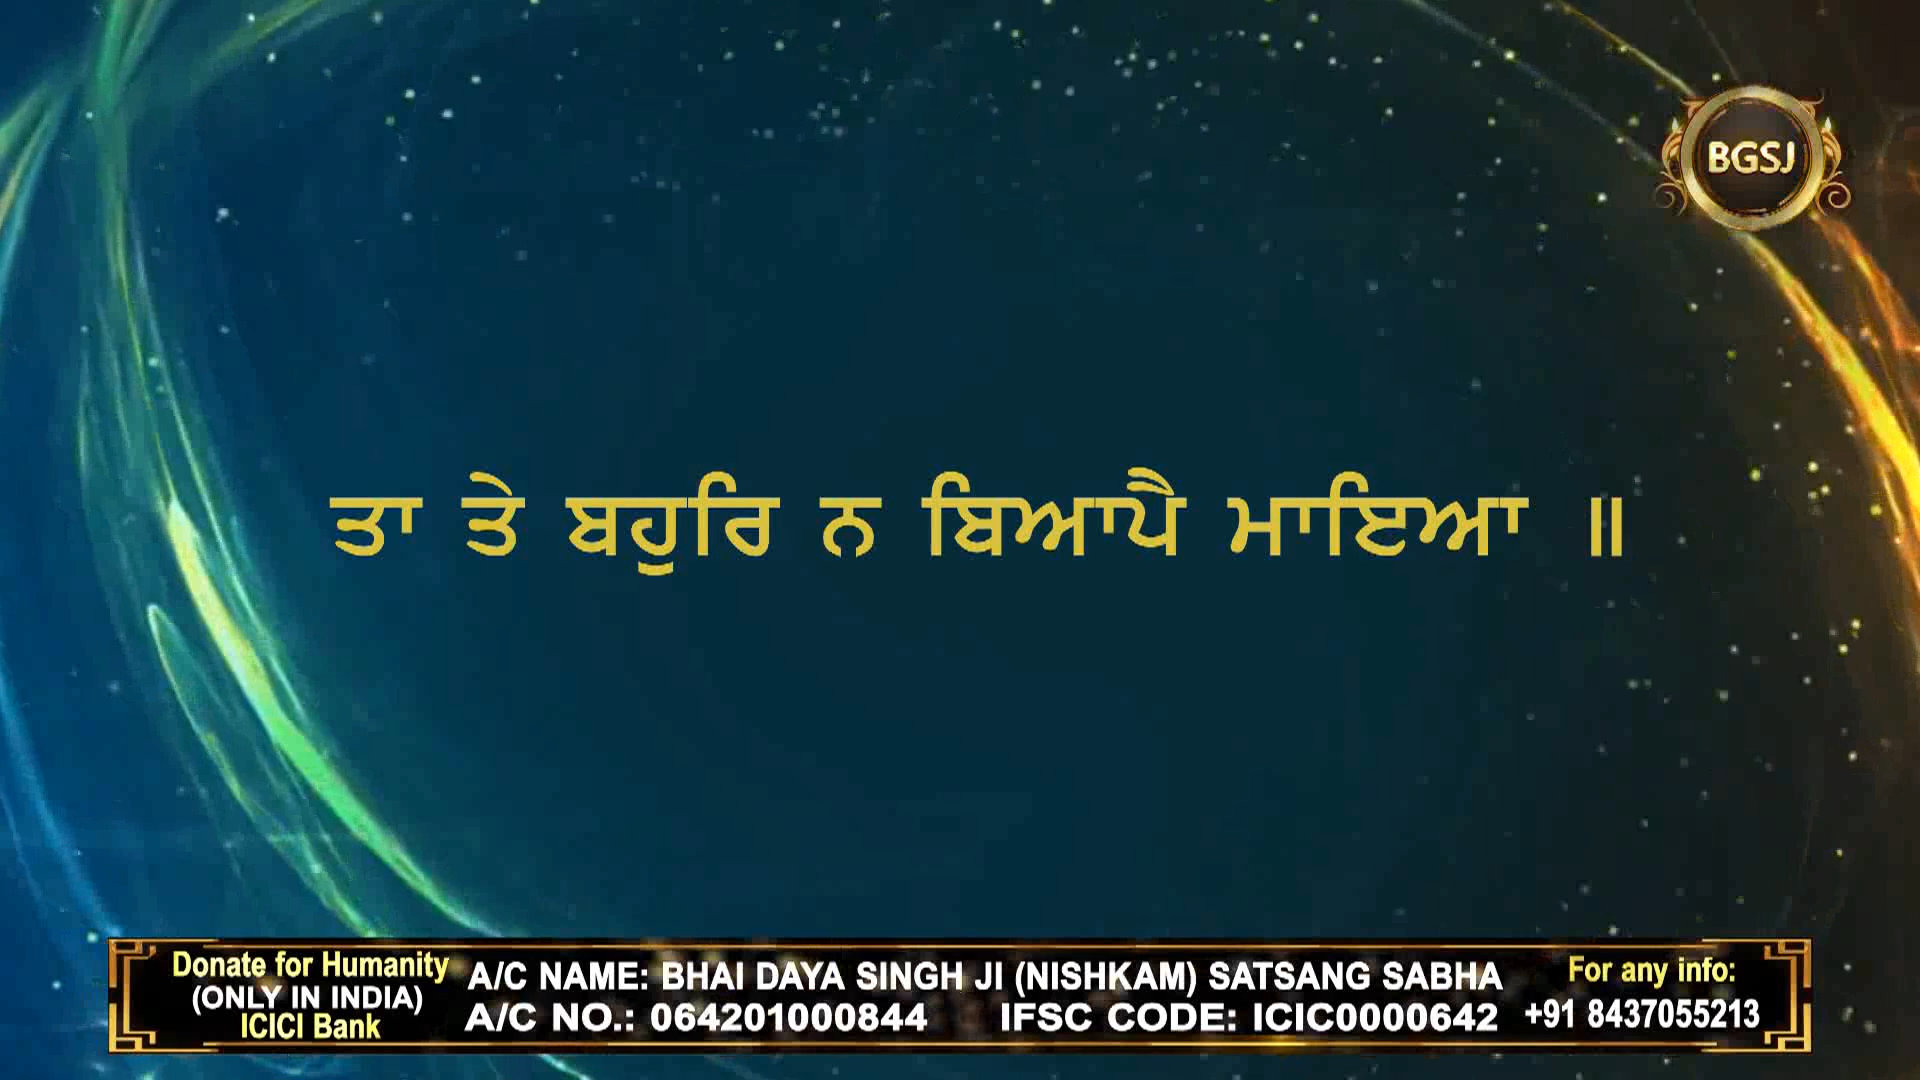 BGSJ
ਤਾ ਤੇ ਬਹੁਰਿ ਨ ਬਿਆਪੈ ਮਾਇਆ ॥
Donate for Humanity
(ONLY IN INDIA)
ICICI Bank
A/C NAME: BHAI DAYA SINGH JI (NISHKAM) SATSANG SABHA
A/C NO.: 064201000844 IFSC CODE: ICIC0000642
For any info:
+91 8437055213